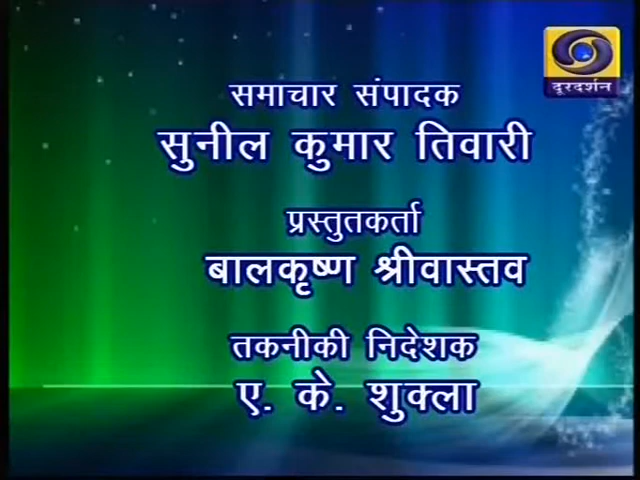 दूरदर्शन
समाचार संपादक
सुनील कुमार तिवारी
प्रस्तुतकर्ता
बालकृष्ण श्रीवास्तव
तकनीकी निदेशक
ए. के. शुक्ला